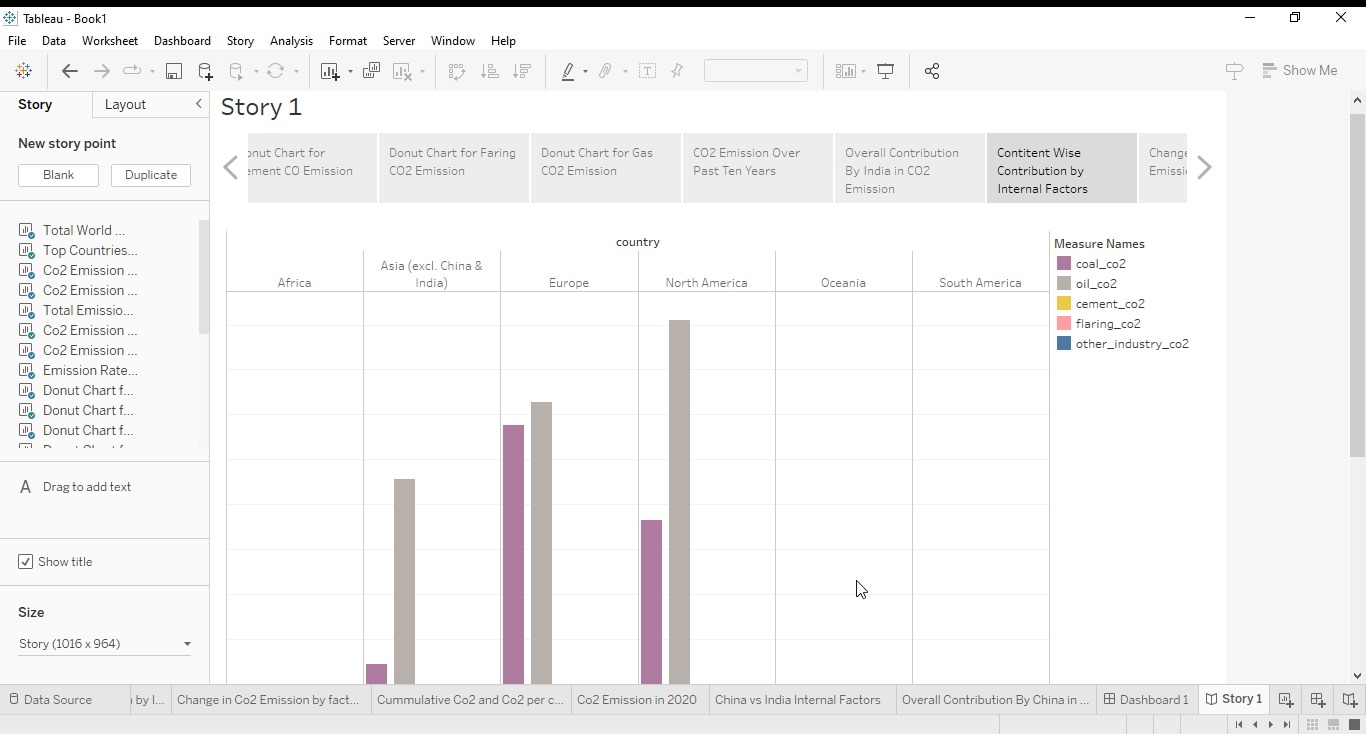 Tableau - Book1
File Data Worksheet Dashboard Story Analysis Format Server Window Help
Show Me
Story Layout
New story point
Blank Duplicate
Total World ...
Top Countries...
Co2 Emission ...
Co2 Emission ...
Total Emissio...
Co2 Emission ...
Co2 Emission ...
Emission Rate...
Donut Chart f...
Donut Chart f...
Donut Chart f...
A Drag to add text
Show title
Size
Story (1016 x 964)
Story 1
onut Chart for
ement CO Emission
Donut Chart for Faring
CO2 Emission
Donut Chart for Gas
CO2 Emission
CO2 Emission Over
Past Ten Years
Overall Contribution
By India in CO2
Emission
Contitent Wise
Contribution by
Internal Factors
Change
Emissi
country
Africa
Asia (excl. China &
India)
Europe
North America
Oceania
South America
Measure Names
coal_co2
oil_co2
cement_co2
flaring_co2
other_industry_co2
Data Source
by I...
Change in Co2 Emission by fact...
Cummulative Co2 and Co2 per c...
Co2 Emission in 2020
China vs India Internal Factors
Overall Contribution By China in ...
Dashboard 1
Story 1